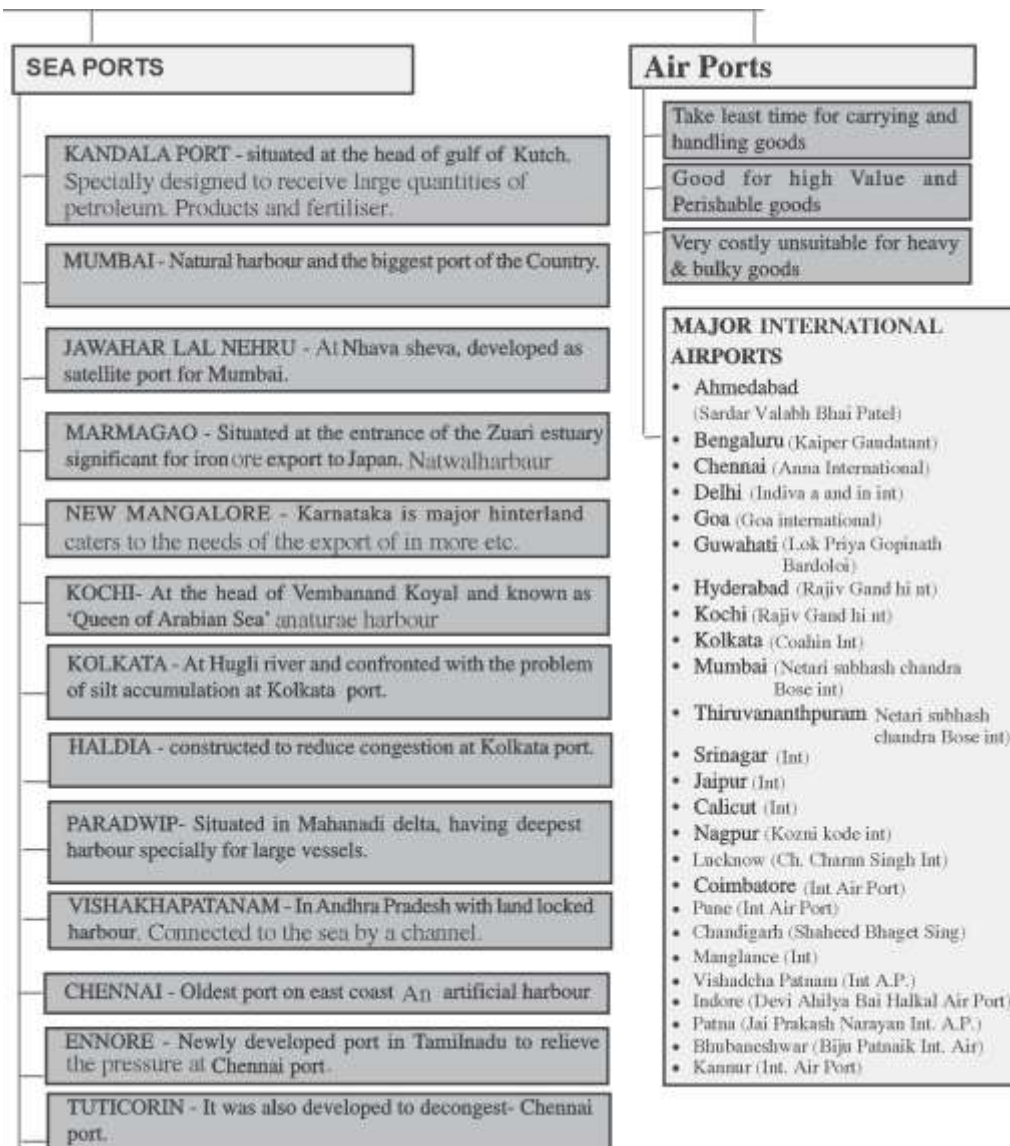 SEA PORTS
KANDALA PORT - situated at the head of gulf of Kutch.
Specially designed to receive large quantities of
petroleum. Products and fertiliser.
MUMBAI - Natural harbour and the biggest port of the Country.
JAWAHAR LAL NEHRU - At Nhava sheva, developed as
satellite port for Mumbai.
MARMAGAO - Situated at the entrance of the Zuari estuary
significant for iron ore export to Japan. Natwalharbaur
NEW MANGALORE - Karnataka is major hinterland
caters to the needs of the export of in more etc.
KOCHI- At the head of Vembanand Koyal and known as
‘Queen of Arabian Sea’ anaturae harbour
KOLKATA - At Hugli river and confronted with the problem
of silt accumulation at Kolkata port.
HALDIA - constructed to reduce congestion at Kolkata port.
PARADWIP- Situated in Mahanadi delta, having deepest
harbour specially for large vessels.
VISHAKHAPATANAM - In Andhra Pradesh with land locked
harbour. Connected to the sea by a channel.
CHENNAI - Oldest port on east coast An artificial harbour
ENNORE - Newly developed port in Tamilnadu to relieve
the pressure at Chennai port.
TUTICORIN - It was also developed to decongest- Chennai
port.
Air Ports
Take least time for carrying and
handling goods
Good for high Value and
Perishable goods
Very costly unsuitable for heavy
& bulky goods
MAJOR INTERNATIONAL
AIRPORTS
• Ahmedabad
(Sardar Valabh Bhai Patel)
• Bengaluru (Kaiper Gaudatant)
• Chennai (Anna International)
• Delhi (Indiva a and in int)
• Goa (Goa international)
• Guwahati (Lok Priya Gopinath
Bardoloi)
• Hyderabad (Rajiv Gand hi nt)
• Kochi (Rajiv Gand hi nt)
• Kolkata (Coahin Int)
• Mumbai (Netari subhash chandra
Bose int)
• Thiruvananthpuram Netari subhash
chandra Bose int)
• Srinagar (Int)
• Jaipur (Int)
• Calicut (Int)
• Nagpur (Kozni kode int)
• Lucknow (Ch. Charan Singh Int)
• Coimbatore (Int Air Port)
• Pune (Int Air Port)
• Chandigarh (Shaheed Bhaget Sing)
• Manglance (Int)
• Vishadcha Patnam (Int A.P.)
• Indore (Devi Ahilya Bai Halkal Air Port)
• Patna (Jai Prakash Narayan Int. A.P.)
• Bhubaneshwar (Biju Patnaik Int. Air)
• Kannur (Int. Air Port)